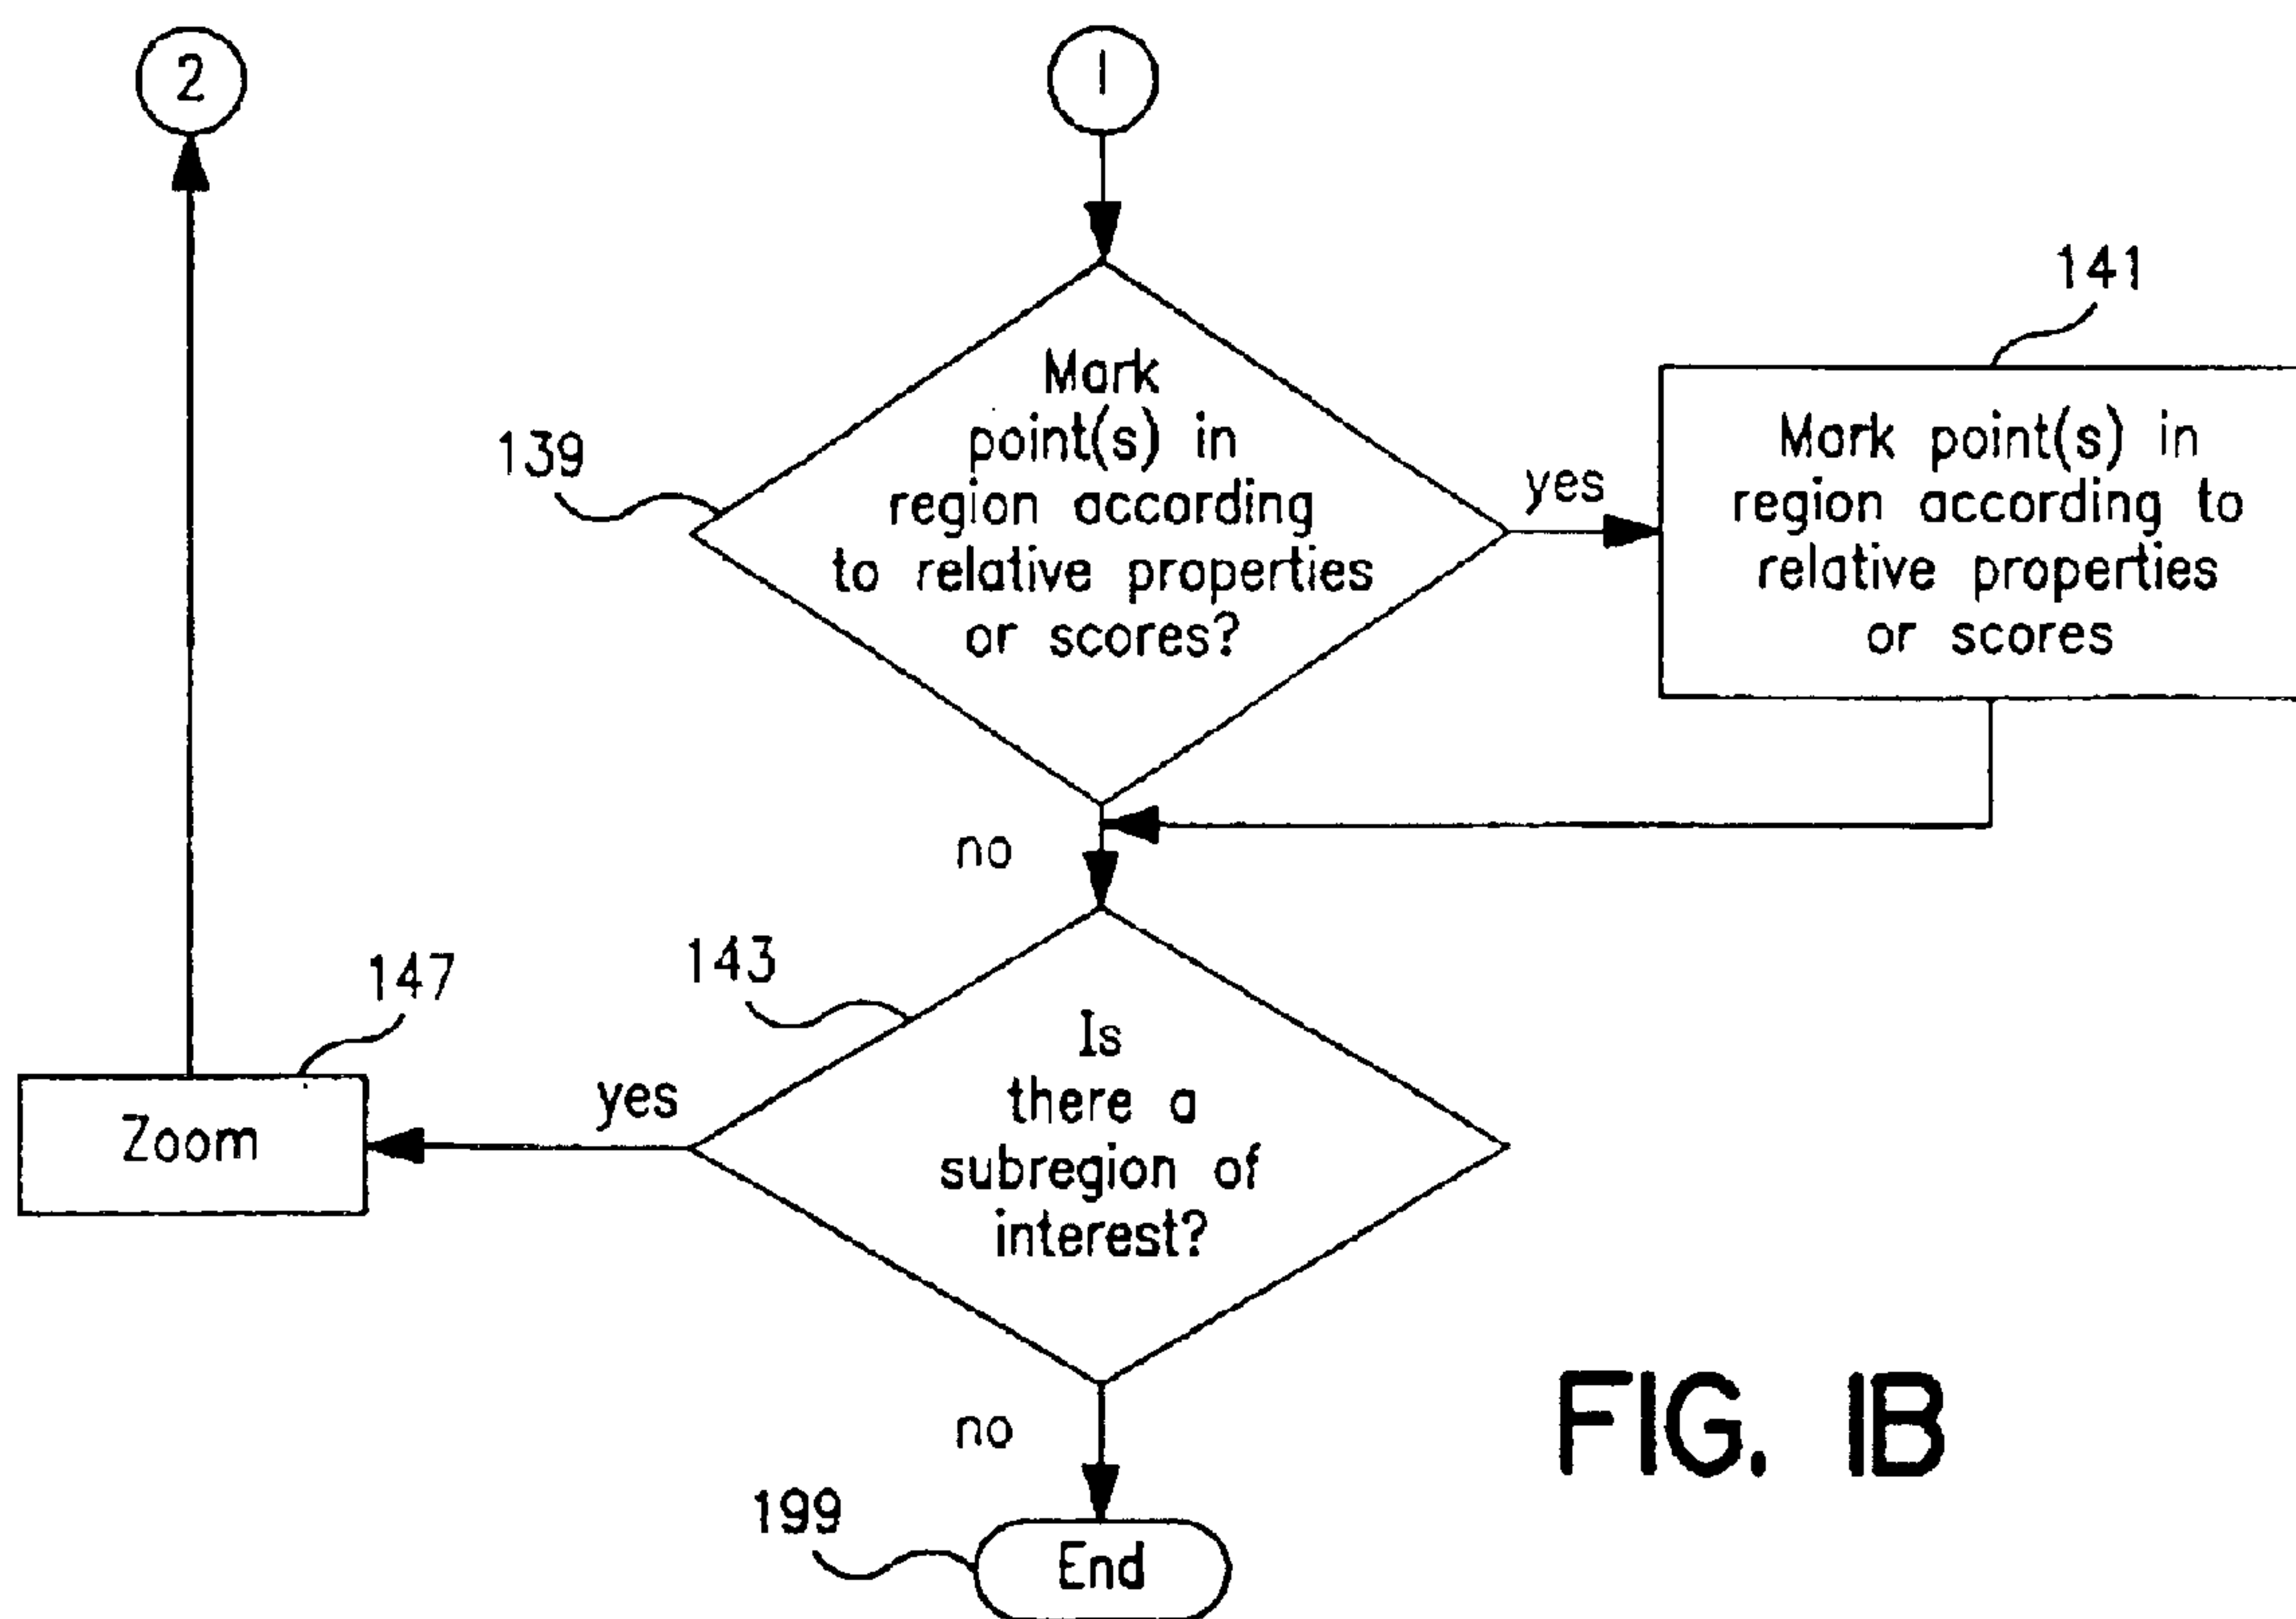 2
1
141
Mark
point(s) in
region according
to relative properties
or scores?
139
yes
Mark point(s) in
region according to
relative properties
or scores
no
143
147
Is
there a
subregion of
interest?
yes
Zoom
no
199
End
FIG. 1B